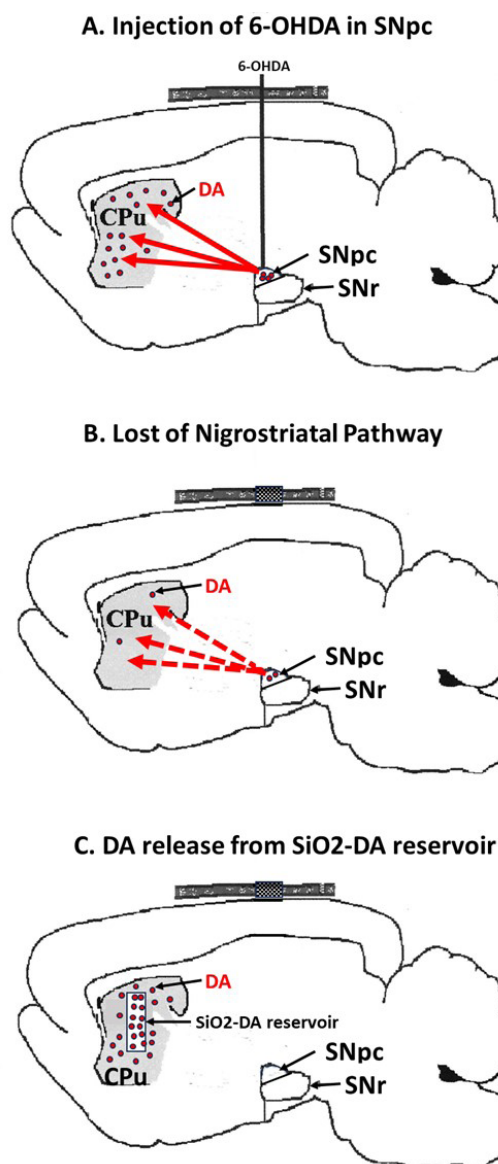 A. Injection of 6-OHDA in SNpc
6-OHDA
DA
CPu
SNpc
SNr
B. Lost of Nigrostriatal Pathway
DA
CPu
SNpc
SNr
C. DA release from SiO2-DA reservoir
DA
SiO2-DA reservoir
SNpc
CPu
SNr